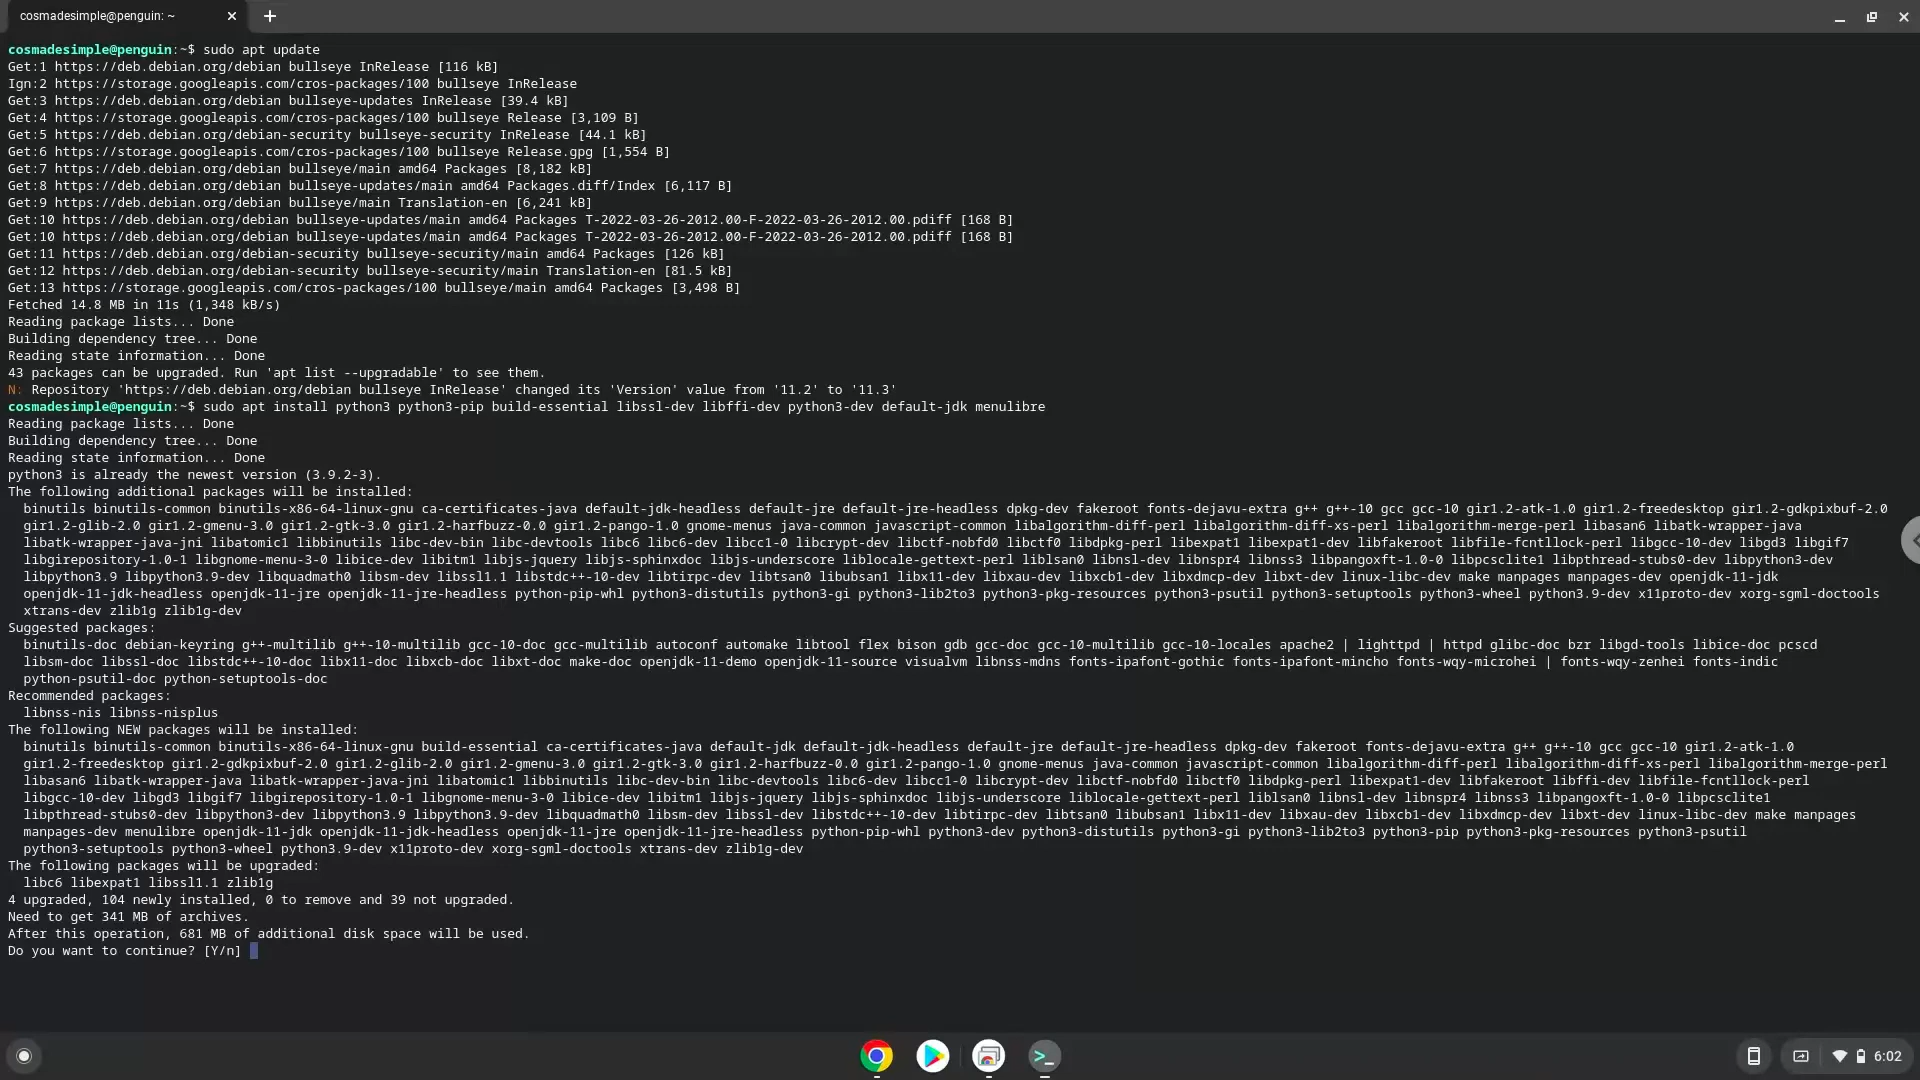 cosmadesimple@penguin: ~
cosmadesimple@penguin:~$ sudo apt update
Get:1 https://deb.debian.org/debian bullseye InRelease [116 kB]
Ign:2 https://storage.googleapis.com/cros-packages/100 bullseye InRelease
Get:3 https://deb.debian.org/debian bullseye-updates InRelease [39.4 kB]
Get:4 https://storage.googleapis.com/cros-packages/100 bullseye Release [3,109 B]
Get:5 https://deb.debian.org/debian-security bullseye-security InRelease [44.1 kB]
Get:6 https://storage.googleapis.com/cros-packages/100 bullseye Release.gpg [1,554 B]
Get:7 https://deb.debian.org/debian bullseye/main amd64 Packages [8,182 kB]
Get:8 https://deb.debian.org/debian bullseye-updates/main amd64 Packages.diff/Index [6,117 B]
Get:9 https://deb.debian.org/debian bullseye/main Translation-en [6,241 kB]
Get:10 https://deb.debian.org/debian bullseye-updates/main amd64 Packages T-2022-03-26-2012.00-F-2022-03-26-2012.00.pdiff [168 B]
Get:10 https://deb.debian.org/debian bullseye-updates/main amd64 Packages T-2022-03-26-2012.00-F-2022-03-26-2012.00.pdiff [168 B]
Get:11 https://deb.debian.org/debian-security bullseye-security/main amd64 Packages [126 kB]
Get:12 https://deb.debian.org/debian-security bullseye-security/main Translation-en [81.5 kB]
Get:13 https://storage.googleapis.com/cros-packages/100 bullseye/main amd64 Packages [3,498 B]
Fetched 14.8 MB in 11s (1,348 kB/s)
Reading package lists... Done
Building dependency tree... Done
Reading state information... Done
43 packages can be upgraded. Run 'apt list --upgradable' to see them.
N: Repository 'https://deb.debian.org/debian bullseye InRelease' changed its 'Version' value from '11.2' to '11.3'
cosmadesimple@penguin:~$ sudo apt install python3 python3-pip build-essential libssl-dev libffi-dev python3-dev default-jdk menulibre
Reading package lists... Done
Building dependency tree... Done
Reading state information... Done
python3 is already the newest version (3.9.2-3).
The following additional packages will be installed:
binutils binutils-common binutils-x86-64-linux-gnu ca-certificates-java default-jdk-headless default-jre default-jre-headless dpkg-dev fakeroot fonts-dejavu-extra g++ g++-10 gcc gcc-10 gir1.2-atk-1.0 gir1.2-freedesktop gir1.2-gdkpixbuf-2.0
gir1.2-glib-2.0 gir1.2-gmenu-3.0 gir1.2-gtk-3.0 gir1.2-harfbuzz-0.0 gir1.2-pango-1.0 gnome-menus java-common javascript-common libalgorithm-diff-perl libalgorithm-diff-xs-perl libalgorithm-merge-perl libasan6 libatk-wrapper-java
libatk-wrapper-java-jni libatomic1 libbinutils libc-dev-bin libc-devtools libc6 libc6-dev libcc1-0 libcrypt-dev libctf-nobfd0 libctf0 libdpkg-perl libexpat1 libexpat1-dev libfakeroot libfile-fcntllock-perl libgcc-10-dev libgd3 libgif7
libgirepository-1.0-1 libgnome-menu-3-0 libice-dev libitm1 libjs-jquery libjs-sphinxdoc libjs-underscore liblocale-gettext-perl liblsan0 libnsl-dev libnspr4 libnss3 libpangoxft-1.0-0 libpcsclite1 libpthread-stubs0-dev libpython3-dev
libpython3.9 libpython3.9-dev libquadmath0 libsm-dev libssl1.1 libstdc++-10-dev libtirpc-dev libtsan0 libubsan1 libx11-dev libxau-dev libxcb1-dev libxdmcp-dev libxt-dev linux-libc-dev make manpages manpages-dev openjdk-11-jdk
openjdk-11-jdk-headless openjdk-11-jre openjdk-11-jre-headless python-pip-whl python3-distutils python3-gi python3-lib2to3 python3-pkg-resources python3-psutil python3-setuptools python3-wheel python3.9-dev x11proto-dev xorg-sgml-doctools
xtrans-dev zlib1g zlib1g-dev
Suggested packages:
binutils-doc debian-keyring g++-multilib g++-10-multilib gcc-10-doc gcc-multilib autoconf automake libtool flex bison gdb gcc-doc gcc-10-multilib gcc-10-locales apache2 | lighttpd | httpd glibc-doc bzr libgd-tools libice-doc pcscd
libsm-doc libssl-doc libstdc++-10-doc libx11-doc libxcb-doc libxt-doc make-doc openjdk-11-demo openjdk-11-source visualvm libnss-mdns fonts-ipafont-gothic fonts-ipafont-mincho fonts-wqy-microhei | fonts-wqy-zenhei fonts-indic
python-psutil-doc python-setuptools-doc
Recommended packages:
libnss-nis libnss-nisplus
The following NEW packages will be installed:
binutils binutils-common binutils-x86-64-linux-gnu build-essential ca-certificates-java default-jdk default-jdk-headless default-jre default-jre-headless dpkg-dev fakeroot fonts-dejavu-extra g++ g++-10 gcc gcc-10 gir1.2-atk-1.0
gir1.2-freedesktop gir1.2-gdkpixbuf-2.0 gir1.2-glib-2.0 gir1.2-gmenu-3.0 gir1.2-gtk-3.0 gir1.2-harfbuzz-0.0 gir1.2-pango-1.0 gnome-menus java-common javascript-common libalgorithm-diff-perl libalgorithm-diff-xs-perl libalgorithm-merge-perl
libasan6 libatk-wrapper-java libatk-wrapper-java-jni libatomic1 libbinutils libc-dev-bin libc-devtools libc6-dev libcc1-0 libcrypt-dev libctf-nobfd0 libctf0 libdpkg-perl libexpat1-dev libfakeroot libffi-dev libfile-fcntllock-perl
libgcc-10-dev libgd3 libgif7 libgirepository-1.0-1 libgnome-menu-3-0 libice-dev libitm1 libjs-jquery libjs-sphinxdoc libjs-underscore liblocale-gettext-perl liblsan0 libnsl-dev libnspr4 libnss3 libpangoxft-1.0-0 libpcsclite1
libpthread-stubs0-dev libpython3-dev libpython3.9 libpython3.9-dev libquadmath0 libsm-dev libssl-dev libstdc++-10-dev libtirpc-dev libtsan0 libubsan1 libx11-dev libxau-dev libxcb1-dev libxdmcp-dev libxt-dev linux-libc-dev make manpages
manpages-dev menulibre openjdk-11-jdk openjdk-11-jdk-headless openjdk-11-jre openjdk-11-jre-headless python-pip-whl python3-dev python3-distutils python3-gi python3-lib2to3 python3-pip python3-pkg-resources python3-psutil
python3-setuptools python3-wheel python3.9-dev x11proto-dev xorg-sgml-doctools xtrans-dev zlib1g-dev
The following packages will be upgraded:
libc6 libexpat1 libssl1.1 zlib1g
4 upgraded, 104 newly installed, 0 to remove and 39 not upgraded.
Need to get 341 MB of archives.
After this operation, 681 MB of additional disk space will be used.
Do you want to continue? [Y/n]
6:02